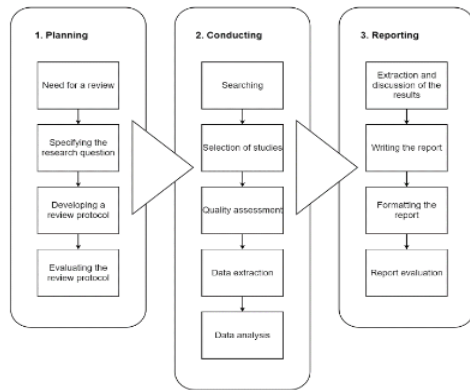 1. Planning
Need for a review
Specifying the
research question
Developing a
review protocol
Evaluating the
review protocol
2. Conducting
Searching
Selection of studies
Quality assessment
Data extraction
Data analysis
3. Reporting
Extraction and
discussion of the
results
Writing the report
Formatting the
report
Report evaluation